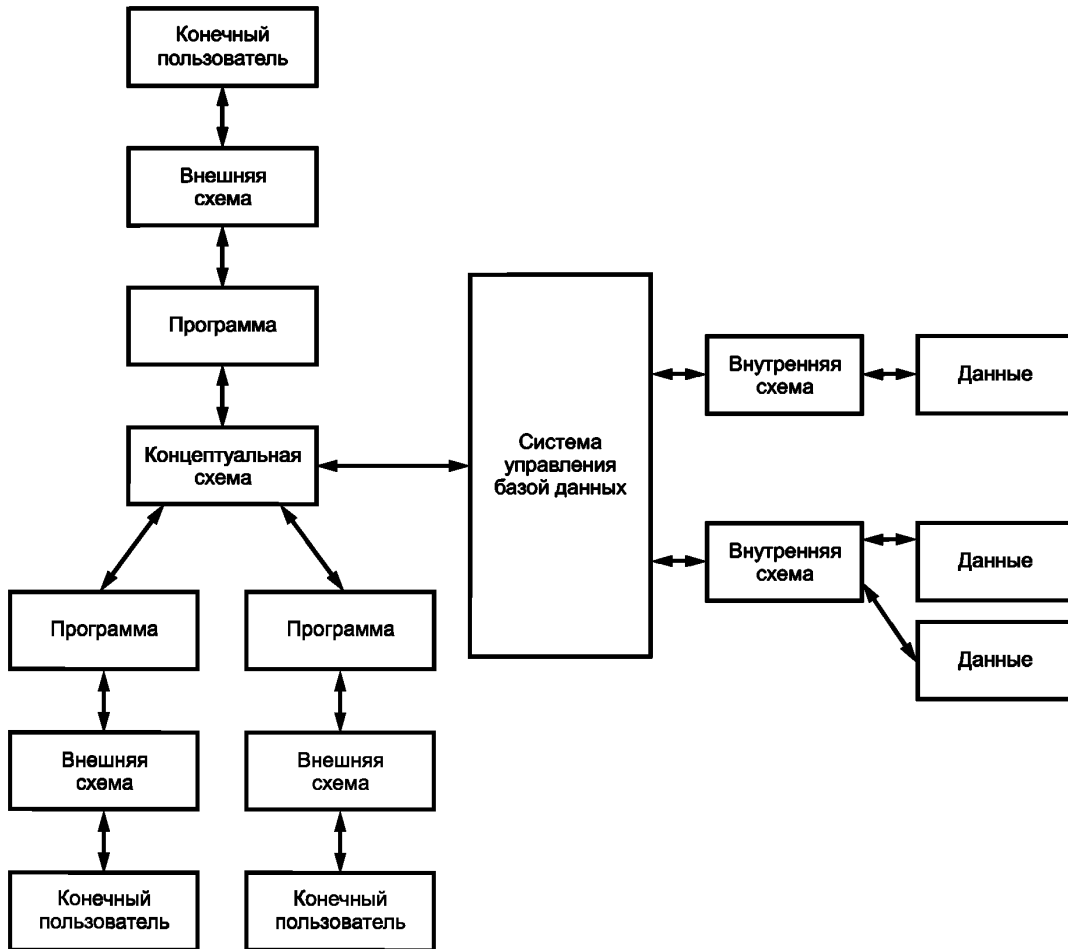 Конечный
пользователь
Внешняя
схема
Программа
Концептуальная
схема
Система
управления
базой данных
Внутренняя
схема
Данные
Внутренняя
схема
Данные
Данные
Программа
Программа
Внешняя
схема
Внешняя
схема
Конечный
пользователь
Конечный
пользователь